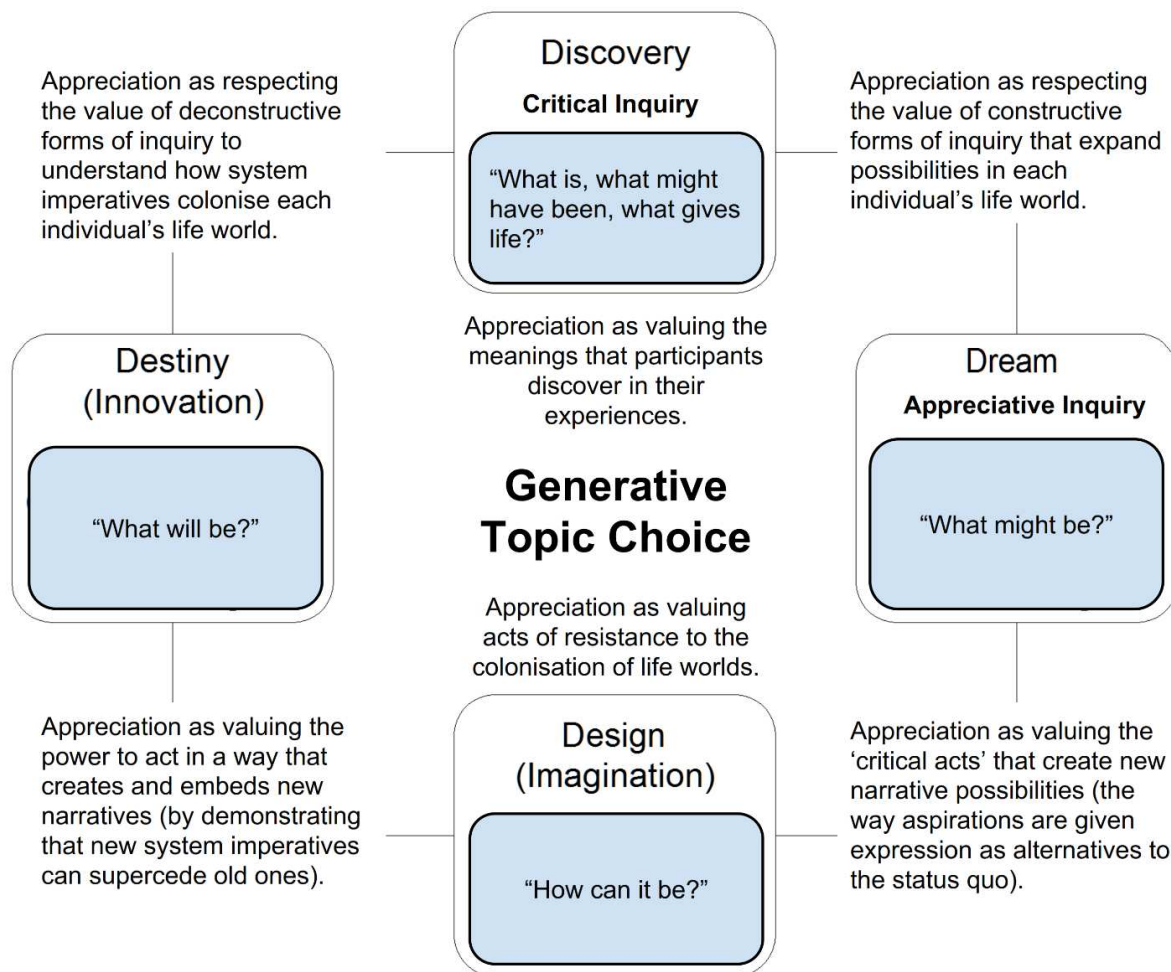 Discovery
Critical Inquiry
“What is, what might
have been, what gives
life?”
Appreciation as respecting
the value of deconstructive
forms of inquiry to
understand how system
imperatives colonise each
individual’s life world.
Appreciation as respecting
the value of constructive
forms of inquiry that expand
possibilities in each
individual’s life world.
Appreciation as valuing the
meanings that participants
discover in their
experiences.
Destiny
(Innovation)
“What will be?”
Generative
Topic Choice
Dream
Appreciative Inquiry
“What might be?”
Appreciation as valuing
acts of resistance to the
colonisation of life worlds.
Appreciation as valuing the
power to act in a way that
creates and embeds new
narratives (by demonstrating
that new system imperatives
can supercede old ones).
Design
(Imagination)
“How can it be?”
Appreciation as valuing the
‘critical acts’ that create new
narrative possibilities (the
way aspirations are given
expression as alternatives to
the status quo).